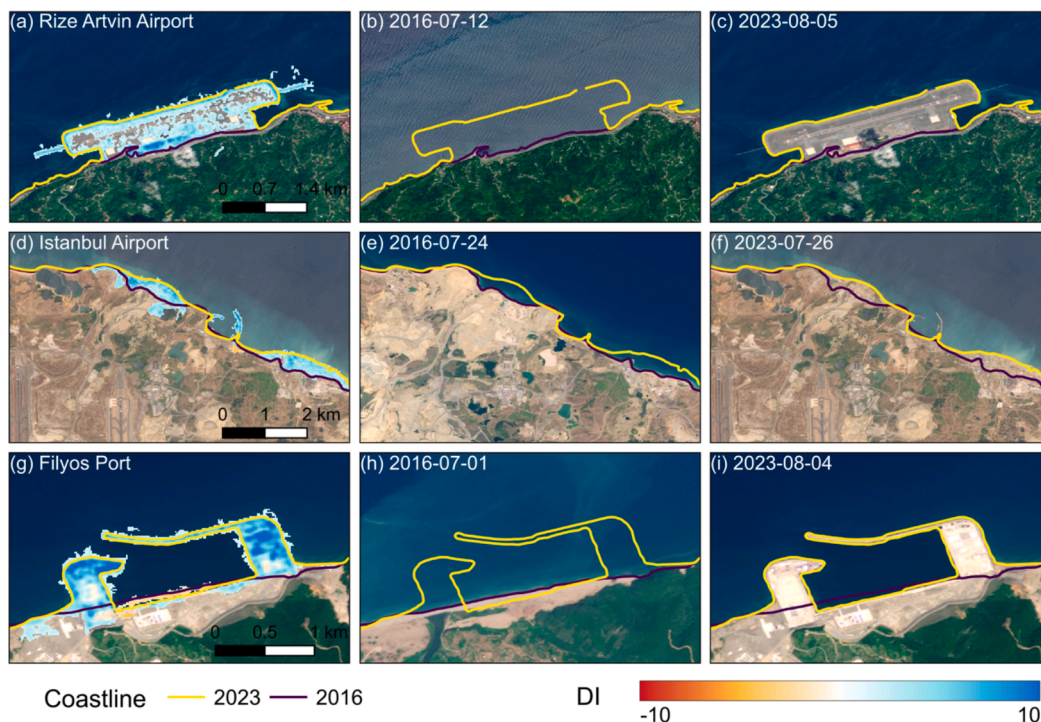 (a) Rize Artvin Airport
(b) 2016-07-12
(c) 2023-08-05
0 0.7 1.4 km
(d) Istanbul Airport
(e) 2016-07-24
(f) 2023-07-26
0 1 2 km
(g) Filyos Port
(h) 2016-07-01
(i) 2023-08-04
0 0.5 1 km
Coastline 2023 2016 DI
-10 10